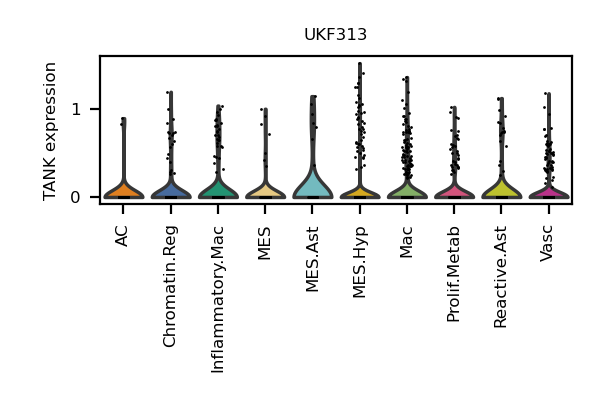 UKF313
TANK expression
1
0
AC
Chromatin.Reg
Inflammatory.Mac
MES
MES.Ast
MES.Hyp
Mac
Prolif.Metab
Reactive.Ast
Vasc